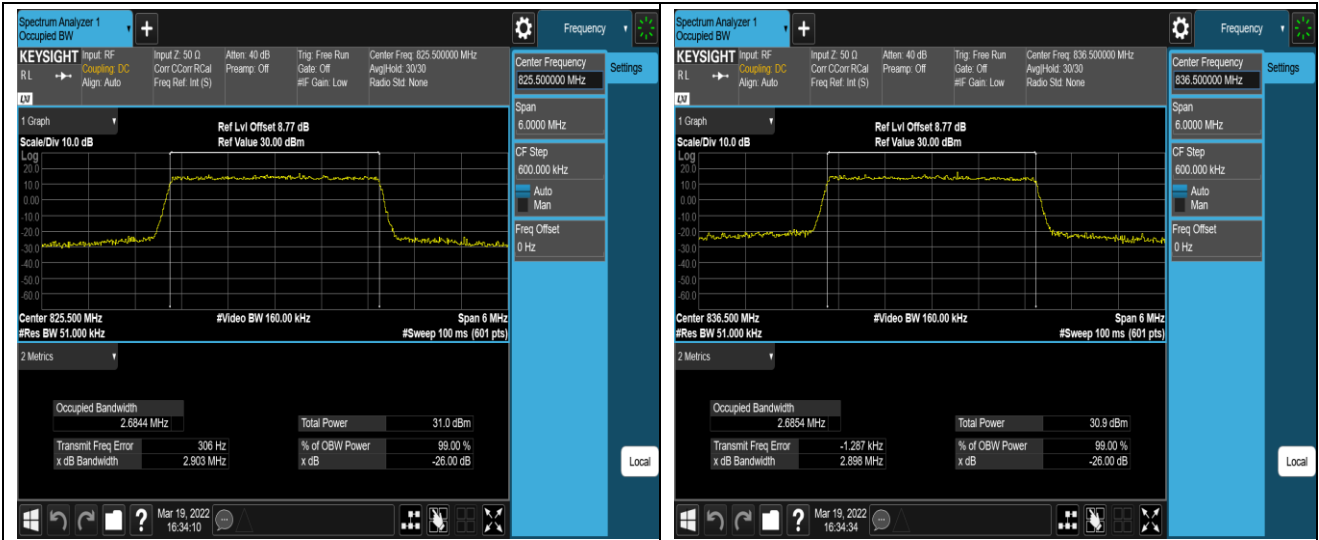 Spectrum Analyzer 1
Occupied BW
+
Frequency
KEYSIGHT
RL
LXI
Input: RF
Coupling: DC
Align: Auto
Input Z: 50 Ω
Corr CCorr RCal
Freq Ref: Int (S)
Atten: 40 dB
Preamp: Off
Trig: Free Run
Gate: Off
#IF Gain: Low
Center Freq: 825.500000 MHz
Avg|Hold: 30/30
Radio Std: None
Center Frequency
825.500000 MHz
Settings
Span
6.0000 MHz
CF Step
600.000 kHz
Auto
Man
Freq Offset
0 Hz
Local
1 Graph
Scale/Div 10.0 dB
Ref Lvl Offset 8.77 dB
Ref Value 30.00 dBm
Log
20.0
10.0
0.00
-10.0
-20.0
-30.0
-40.0
-50.0
-60.0
Center 825.500 MHz
#Video BW 160.00 kHz
Span 6 MHz
#Res BW 51.000 kHz
#Sweep 100 ms (601 pts)
2 Metrics
Occupied Bandwidth
2.6844 MHz
Total Power 31.0 dBm
Transmit Freq Error 306 Hz
% of OBW Power 99.00 %
x dB Bandwidth 2.903 MHz
x dB -26.00 dB
?
Mar 19, 2022
16:34:10
Spectrum Analyzer 1
Occupied BW
+
Frequency
KEYSIGHT
RL
LXI
Input: RF
Coupling: DC
Align: Auto
Input Z: 50 Ω
Corr CCorr RCal
Freq Ref: Int (S)
Atten: 40 dB
Preamp: Off
Trig: Free Run
Gate: Off
#IF Gain: Low
Center Freq: 836.500000 MHz
Avg|Hold: 30/30
Radio Std: None
Center Frequency
836.500000 MHz
Settings
Span
6.0000 MHz
CF Step
600.000 kHz
Auto
Man
Freq Offset
0 Hz
Local
1 Graph
Scale/Div 10.0 dB
Ref Lvl Offset 8.77 dB
Ref Value 30.00 dBm
Log
20.0
10.0
0.00
-10.0
-20.0
-30.0
-40.0
-50.0
-60.0
Center 836.500 MHz
#Video BW 160.00 kHz
Span 6 MHz
#Res BW 51.000 kHz
#Sweep 100 ms (601 pts)
2 Metrics
Occupied Bandwidth
2.6854 MHz
Total Power 30.9 dBm
Transmit Freq Error -1.287 kHz
% of OBW Power 99.00 %
x dB Bandwidth 2.898 MHz
x dB -26.00 dB
?
Mar 19, 2022
16:34:34